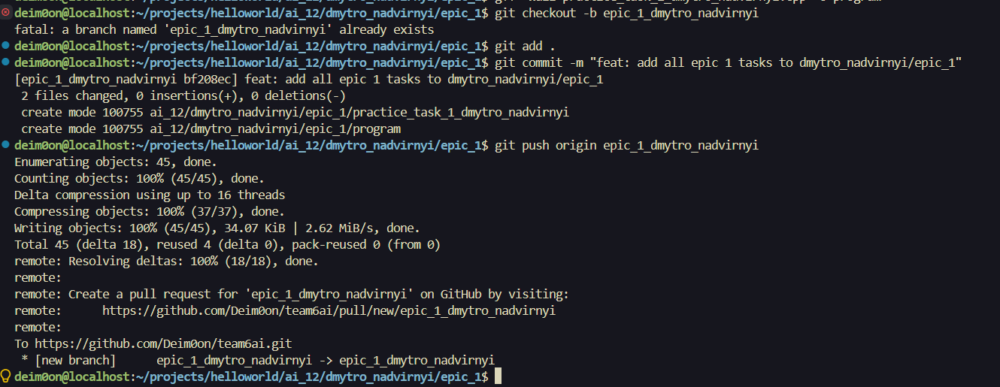 deim0on@localhost:~/projects/helloworld/ai_12/dmytro_nadvirnyi/epic_1$ git checkout -b epic_1_dmytro_nadvirnyi
fatal: a branch named 'epic_1_dmytro_nadvirnyi' already exists
deim0on@localhost:~/projects/helloworld/ai_12/dmytro_nadvirnyi/epic_1$ git add .
deim0on@localhost:~/projects/helloworld/ai_12/dmytro_nadvirnyi/epic_1$ git commit -m "feat: add all epic 1 tasks to dmytro_nadvirnyi/epic_1"
[epic_1_dmytro_nadvirnyi bf208ec] feat: add all epic 1 tasks to dmytro_nadvirnyi/epic_1
 2 files changed, 0 insertions(+), 0 deletions(-)
 create mode 100755 ai_12/dmytro_nadvirnyi/epic_1/practice_task_1_dmytro_nadvirnyi
 create mode 100755 ai_12/dmytro_nadvirnyi/epic_1/program
deim0on@localhost:~/projects/helloworld/ai_12/dmytro_nadvirnyi/epic_1$ git push origin epic_1_dmytro_nadvirnyi
Enumerating objects: 45, done.
Counting objects: 100% (45/45), done.
Delta compression using up to 16 threads
Compressing objects: 100% (37/37), done.
Writing objects: 100% (45/45), 34.07 KiB | 2.62 MiB/s, done.
Total 45 (delta 18), reused 4 (delta 0), pack-reused 0 (from 0)
remote: Resolving deltas: 100% (18/18), done.
remote:
remote: Create a pull request for 'epic_1_dmytro_nadvirnyi' on GitHub by visiting:
remote:      https://github.com/Deim0on/team6ai/pull/new/epic_1_dmytro_nadvirnyi
remote:
To https://github.com/Deim0on/team6ai.git
 * [new branch]      epic_1_dmytro_nadvirnyi -> epic_1_dmytro_nadvirnyi
deim0on@localhost:~/projects/helloworld/ai_12/dmytro_nadvirnyi/epic_1$